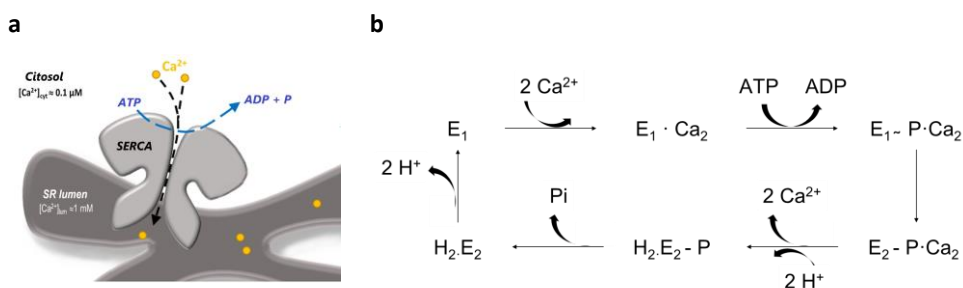 a
Citosol
[Ca²⁺]cyt ≈ 0.1 µM
Ca²⁺
ATP
ADP + P
SERCA
SR lumen
[Ca²⁺]lum ≈1 mM
b
2 Ca²⁺
ATP ADP
E₁
E₁ · Ca₂
E₁~ P·Ca₂
2 H⁺
Pi
2 Ca²⁺
H₂.E₂
H₂.E₂ - P
E₂ - P·Ca₂
2 H⁺